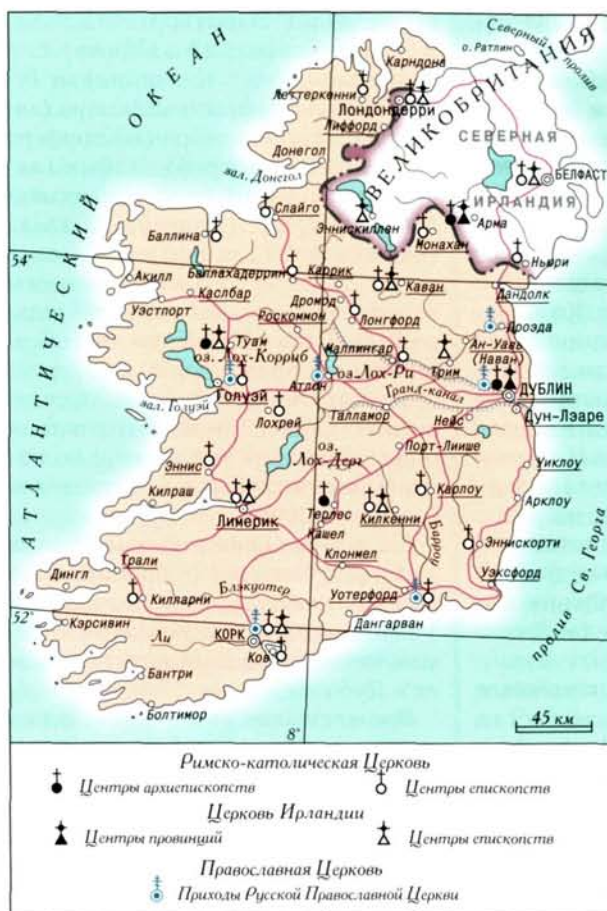 АТЛАНТИЧЕСКИЙ ОКЕАН
Северный пролив
о. Ратлин
Карндона
Леттеркенни
Лондондерри
Лиффорд
ВЕЛИКОБРИТАНИЯ
СЕВЕРНАЯ
ИРЛАНДИЯ
Донегол
зал. Донегол
БЕЛФАСТ
Слайго
Эннискиллен
Арма
Монахан
Баллина
Ньюри
54°
Баллахадеррин
Каррик
Каван
Дандолк
Акилл
Каслбар
Дромод
Уэстпорт
Роскоммон
Лонгфорд
Дроэда
Ан-Уавь
(Наван)
Туам
Маллингар
Трим
оз. Лох-Корриб
оз. Лох-Ри
Атлон
Голуэй
Гранд-канал
ДУБЛИН
зал. Голуэй
Талламор
Нейс
Дун-Лэаре
Лохрей
оз.
Лох-Дерг
Порт-Лиише
Уиклоу
Эннис
Карлоу
Арклоу
Килраш
Терлес
Лимерик
Килкенни
Кашел
Барроу
Эннискорти
Клонмел
Трали
Уэксфорд
Дингл
Блэкуотер
Уотерфорд
пролив Св. Георга
Килларни
52°
Кэрсивин
Ли
КОРК
Дангарван
Ков
Бантри
Болтимор
8°
45 км
Римско-католическая Церковь
Центры архиепископств Центры епископств
Церковь Ирландии
Центры провинций Центры епископств
Православная Церковь
Приходы Русской Православной Церкви